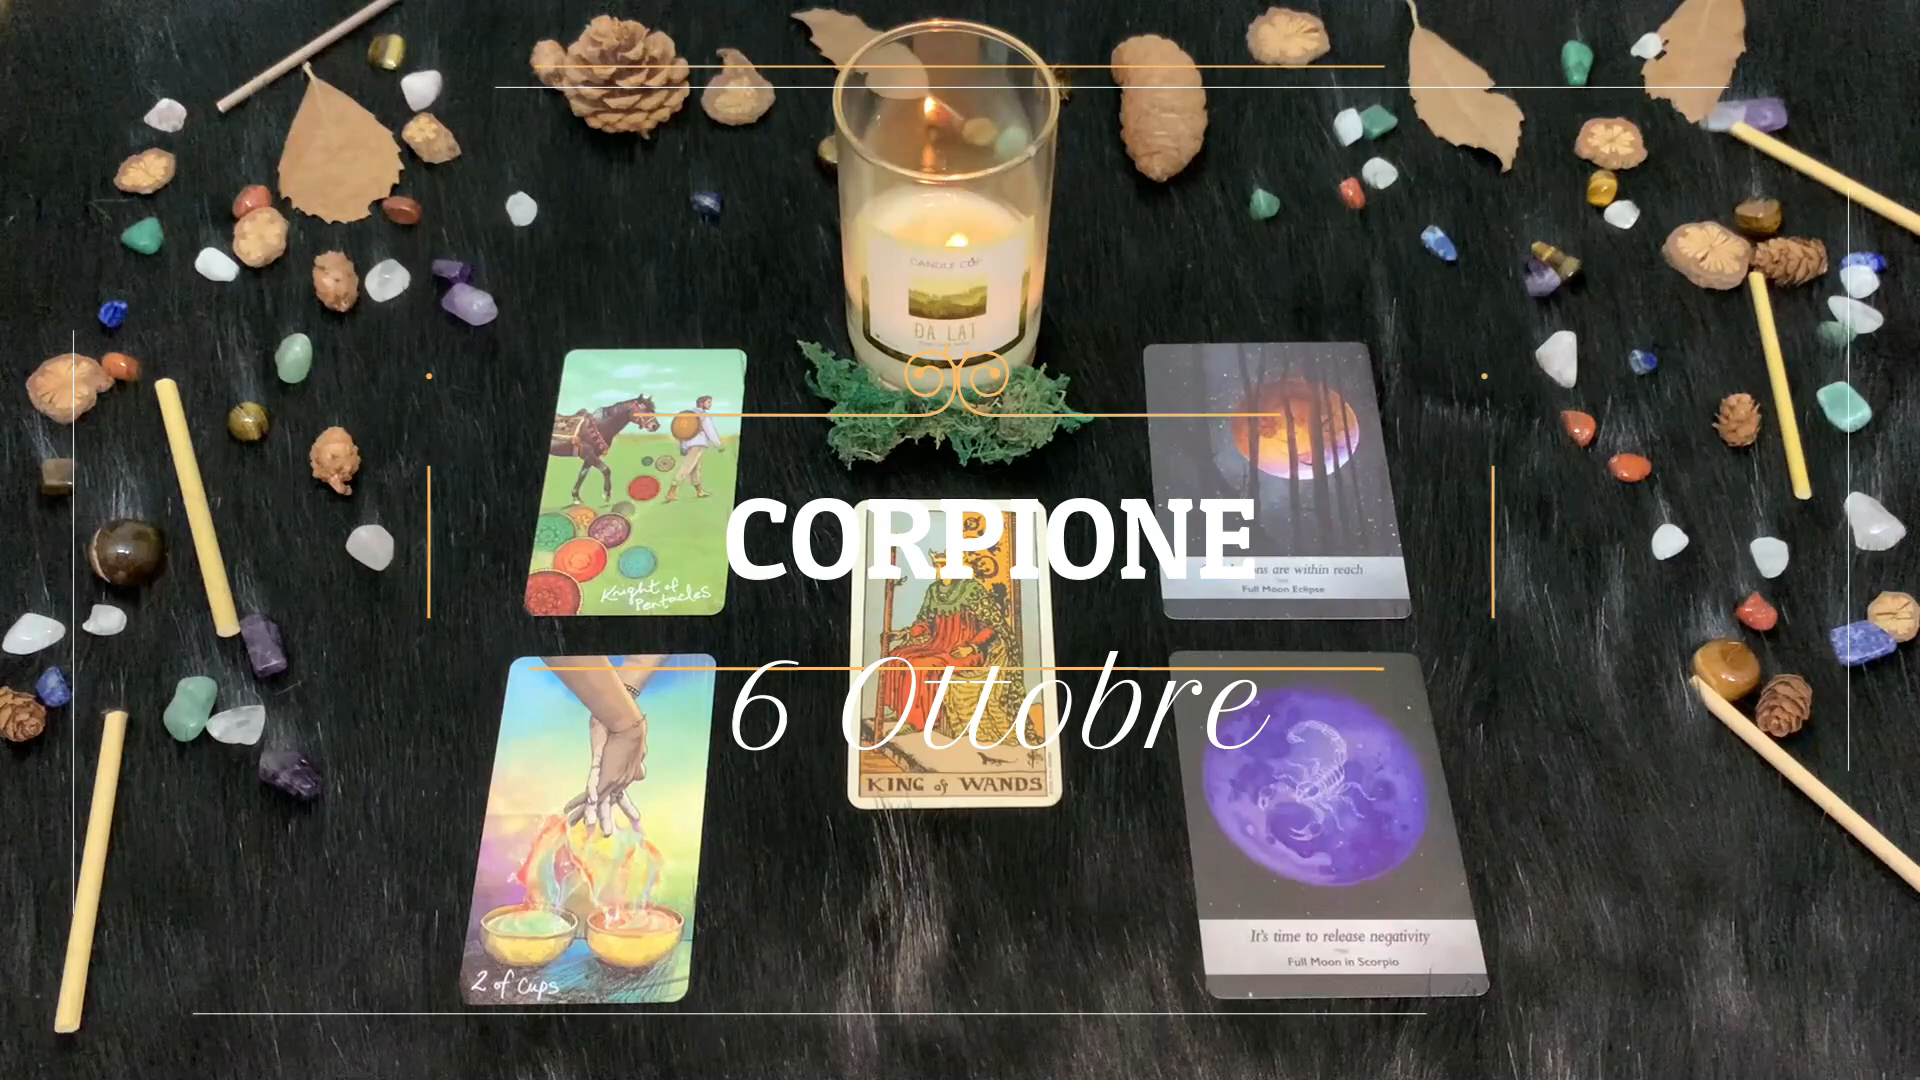 CANDLE CUP
ĐÀ LẠT
Knight of
Pentacles
CORPIONE
are within reach
Full Moon Eclipse
6 Ottobre
KING of WANDS
2 of Cups
It's time to release negativity
Full Moon in Scorpio